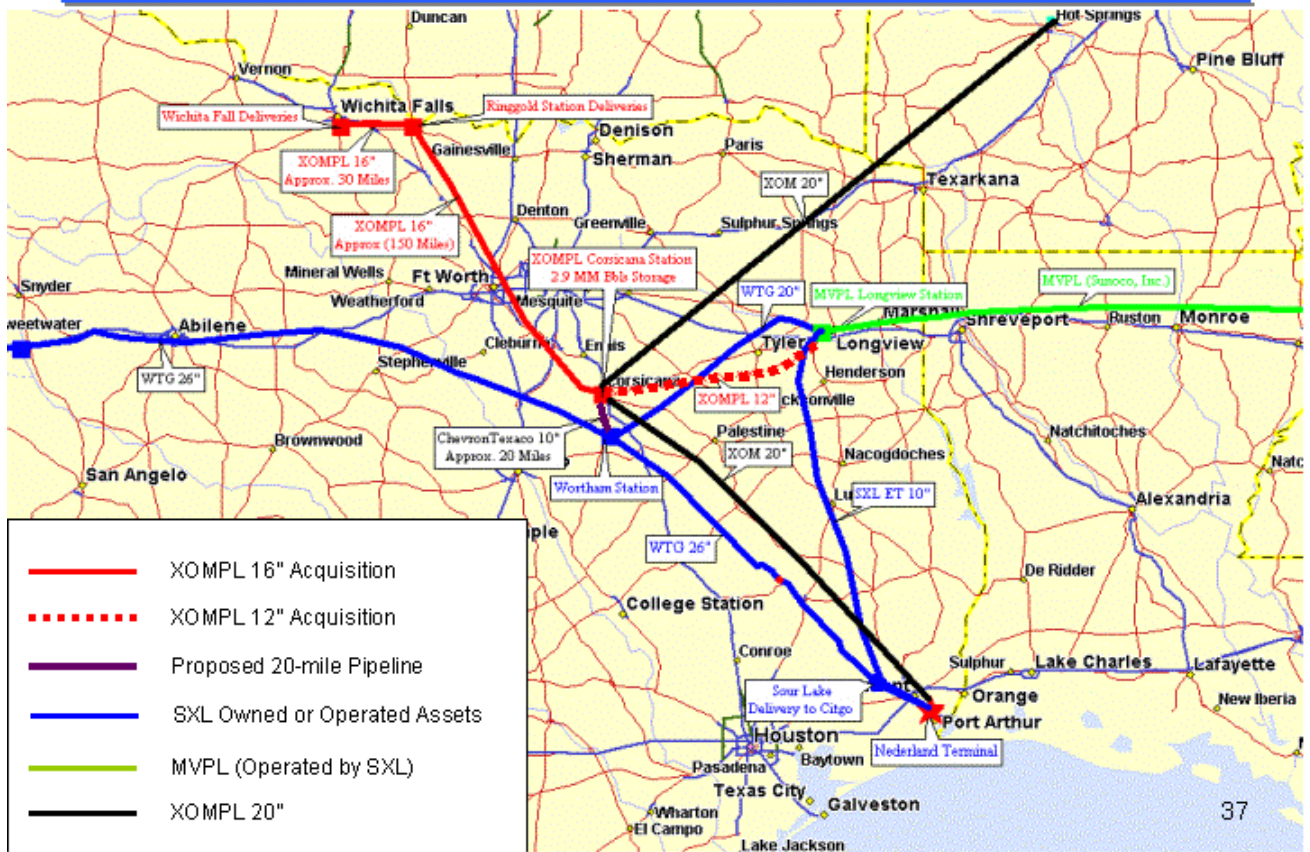 Duncan
Hot Springs
Pine Bluff
Vernon
Wichita Falls
Wichita Fall Deliveries
Ringgold Station Deliveries
Denison
Sherman
Gainesville
Paris
XOMPL 16"
Approx. 30 Miles
XOM 20"
Texarkana
XOMPL 16"
Approx (150 Miles)
Denton
Greenville
Sulphur Springs
XOMPL Corsicana Station
2.9 MM Bbls Storage
Snyder
Mineral Wells
Ft Worth
Weatherford
Mesquite
WTG 20"
MVPL Longview Station
MVPL (Sunoco, Inc.)
Marshall
Shreveport
Ruston
Monroe
weetwater
Abilene
Cleburne
Ennis
Tyler
Longview
Stephenville
WTG 26"
Corsicana
Henderson
XOMPL 12"
cksonville
ChevronTexaco 10"
Approx. 20 Miles
Brownwood
Palestine
XOM 20"
Natchitoches
Nacogdoches
San Angelo
Wortham Station
Lu
SXL ET 10"
Alexandria
Natc
WTG 26"
mple
De Ridder
College Station
Conroe
Sulphur
Lake Charles
Lafayette
Sour Lake
Delivery to Citgo
nt
Orange
New Iberia
Port Arthur
Houston
Nederland Terminal
Baytown
Pasadena
Texas City
Galveston
Wharton
El Campo
Lake Jackson
XOMPL 16" Acquisition
XOMPL 12" Acquisition
Proposed 20-mile Pipeline
SXL Owned or Operated Assets
MVPL (Operated by SXL)
XOMPL 20"
37